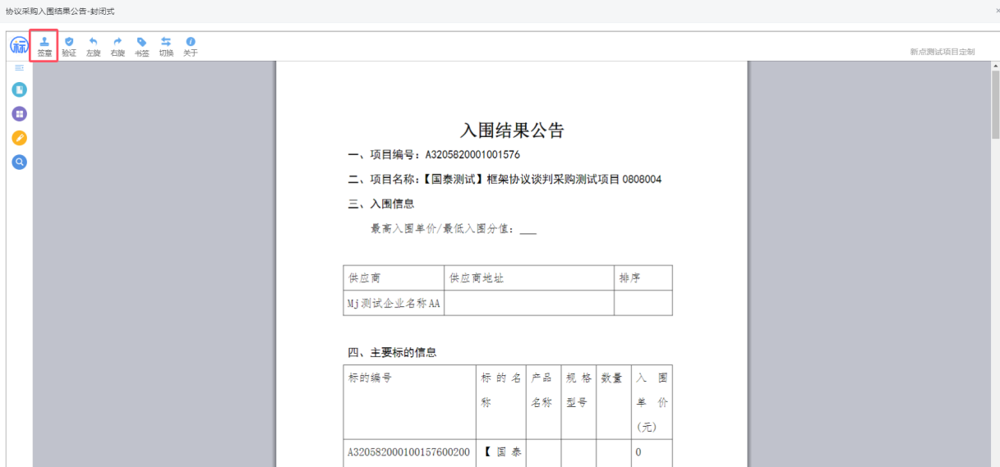 协议采购入围结果公告-封闭式
标
签章 验证 左旋 右旋 书签 切换 关于
新点测试项目定制
入围结果公告
一、项目编号：A3205820001001576
二、项目名称：【国泰测试】框架协议谈判采购测试项目 0808004
三、入围信息
最高入围单价/最低入围分值：___
供应商 供应商地址 排序
Mj测试企业名称AA
四、主要标的信息
标的编号 标的名 产品 规格 数量 入围
称 名称 型号 单价
(元)
A320582000100157600200 【国泰 0